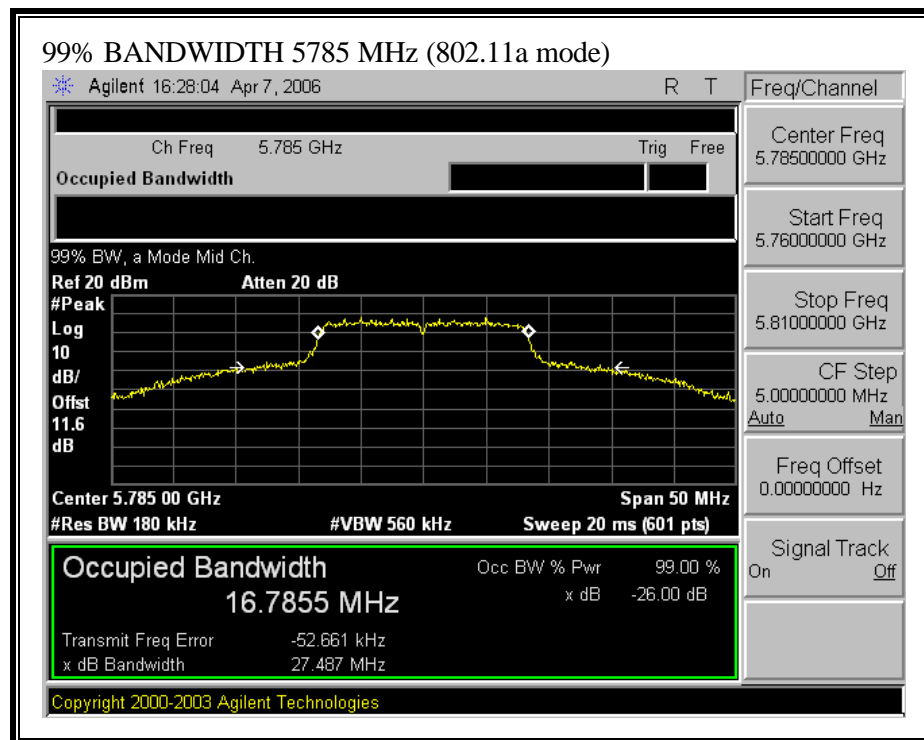 99% BANDWIDTH 5785 MHz (802.11a mode)
Agilent 16:28:04 Apr 7, 2006 R T
Freq/Channel
Ch Freq 5.785 GHz Trig Free
Occupied Bandwidth
Center Freq
5.78500000 GHz
Start Freq
5.76000000 GHz
Stop Freq
5.81000000 GHz
CF Step
5.00000000 MHz
Auto Man
Freq Offset
0.00000000 Hz
Signal Track
On Off
99% BW, a Mode Mid Ch.
Ref 20 dBm Atten 20 dB
#Peak
Log
10
dB/
Offst
11.6
dB
Center 5.785 00 GHz Span 50 MHz
#Res BW 180 kHz #VBW 560 kHz Sweep 20 ms (601 pts)
Occupied Bandwidth
16.7855 MHz
Occ BW % Pwr 99.00 %
x dB -26.00 dB
Transmit Freq Error -52.661 kHz
x dB Bandwidth 27.487 MHz
Copyright 2000-2003 Agilent Technologies